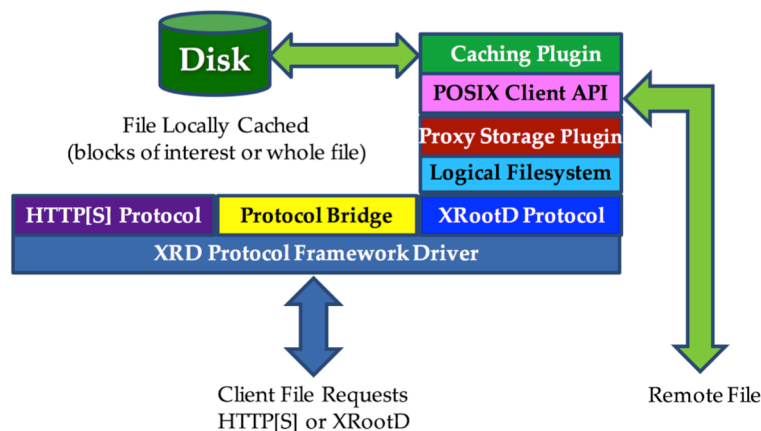 Disk
Caching Plugin
POSIX Client API
File Locally Cached
(blocks of interest or whole file)
Proxy Storage Plugin
Logical Filesystem
HTTP[S] Protocol
Protocol Bridge
XRootD Protocol
XRD Protocol Framework Driver
Client File Requests
HTTP[S] or XRootD
Remote File